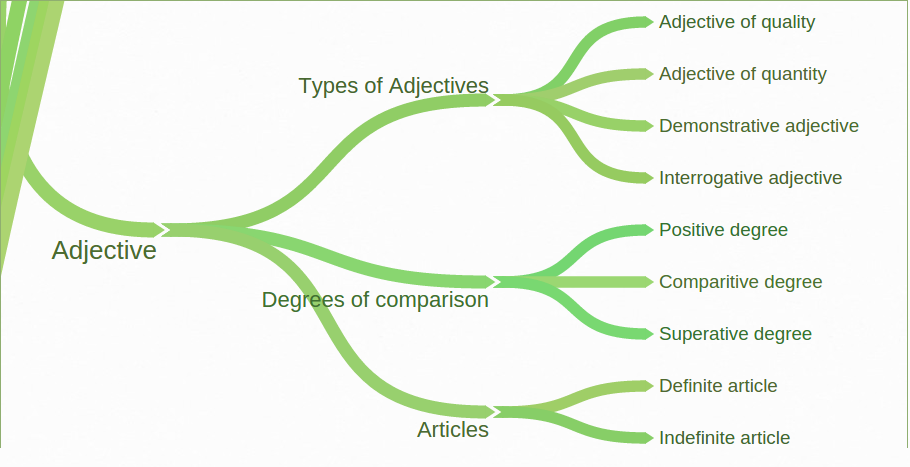 Adjective
Types of Adjectives
Adjective of quality
Adjective of quantity
Demonstrative adjective
Interrogative adjective
Degrees of comparison
Positive degree
Comparitive degree
Superative degree
Articles
Definite article
Indefinite article